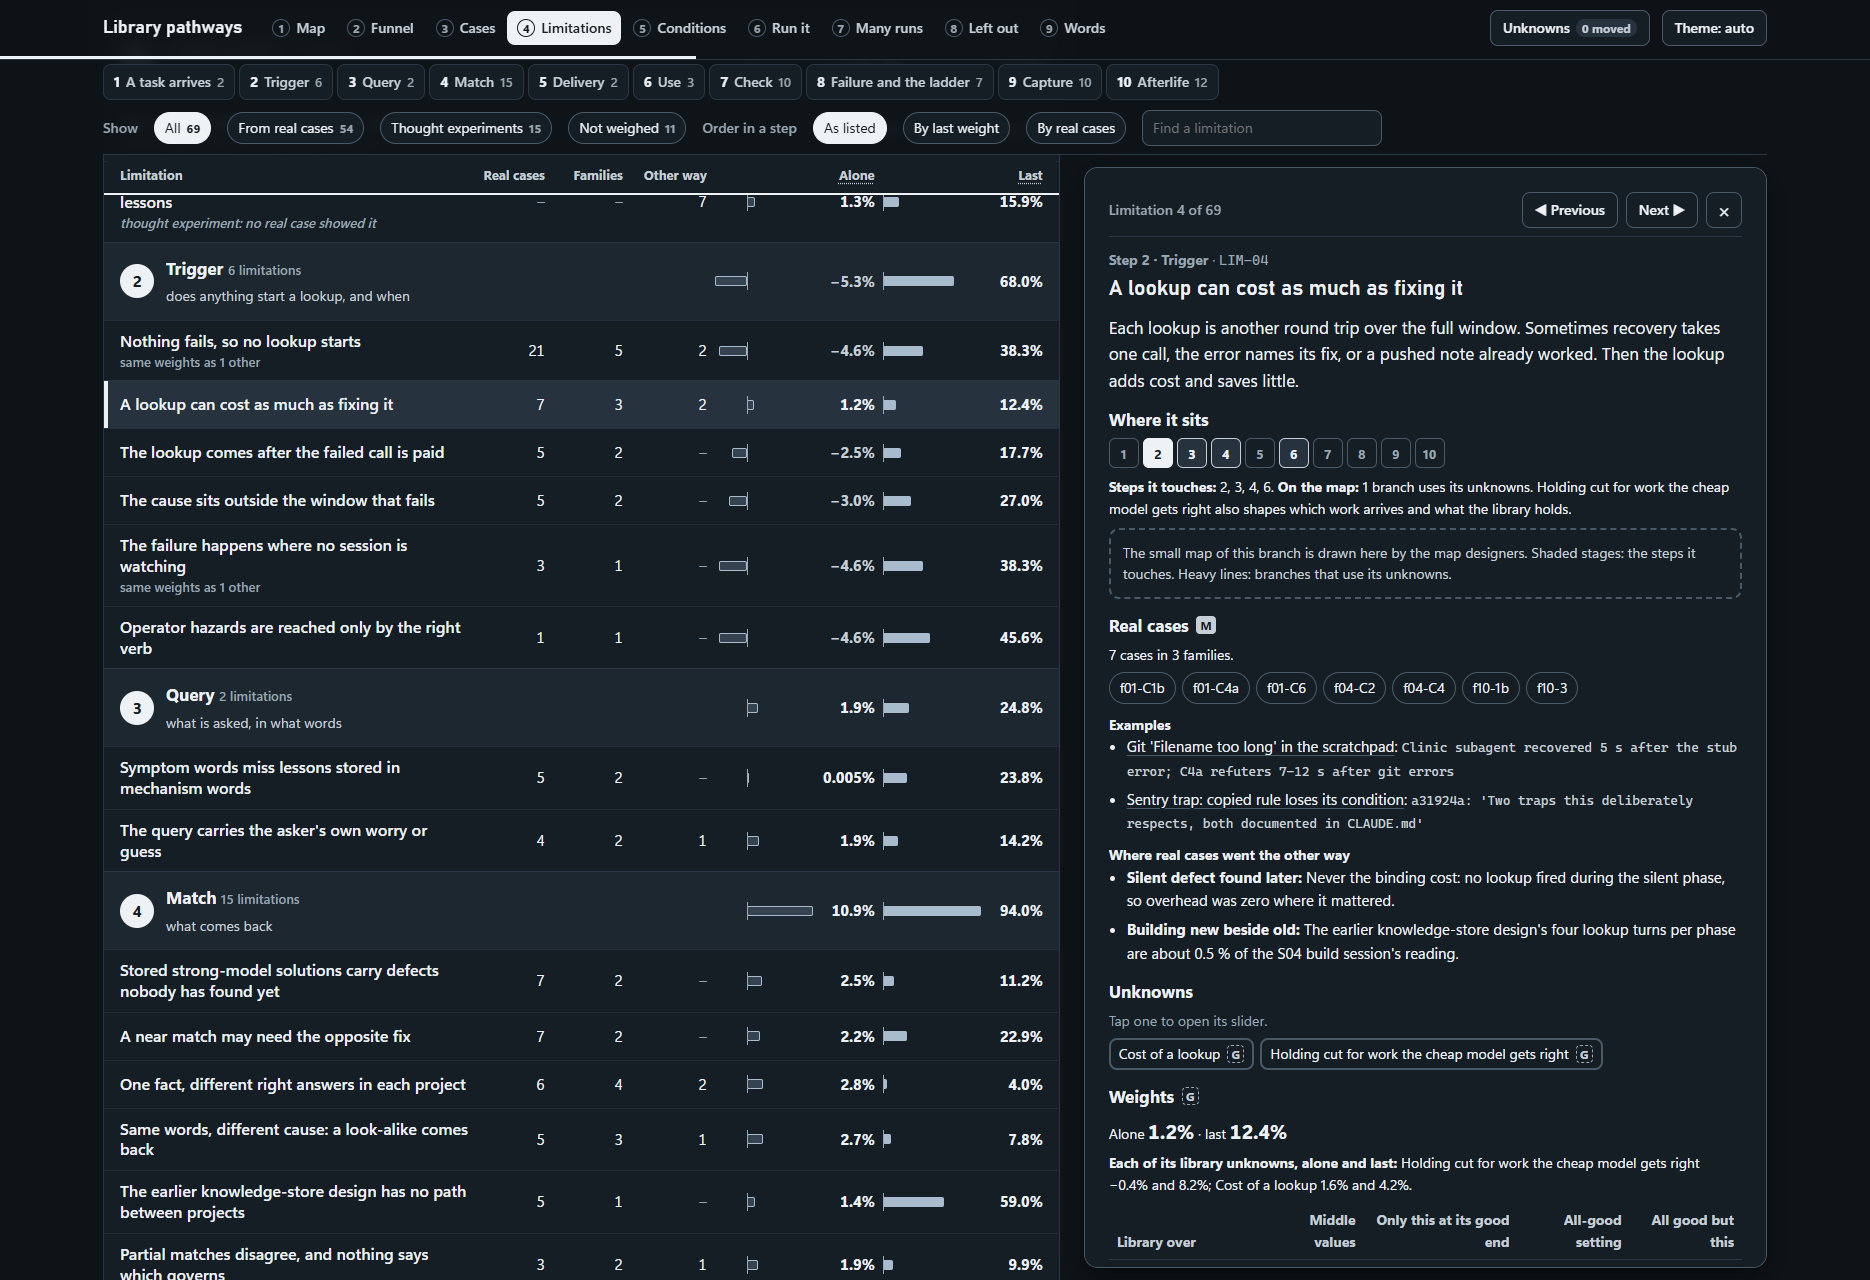 Library pathways
1 Map
2 Funnel
3 Cases
4 Limitations
5 Conditions
6 Run it
7 Many runs
8 Left out
9 Words
Unknowns 0 moved
Theme: auto
1 A task arrives 2
2 Trigger 6
3 Query 2
4 Match 15
5 Delivery 2
6 Use 3
7 Check 10
8 Failure and the ladder 7
9 Capture 10
10 Afterlife 12
Show
All 69
From real cases 54
Thought experiments 15
Not weighed 11
Order in a step
As listed
By last weight
By real cases
Find a limitation
Limitation Real cases Families Other way Alone Last
lessons – – 7 1.3% 15.9%
thought experiment: no real case showed it
2 Trigger 6 limitations −5.3% 68.0%
does anything start a lookup, and when
Nothing fails, so no lookup starts 21 5 2 −4.6% 38.3%
same weights as 1 other
A lookup can cost as much as fixing it 7 3 2 1.2% 12.4%
The lookup comes after the failed call is paid 5 2 – −2.5% 17.7%
The cause sits outside the window that fails 5 2 – −3.0% 27.0%
The failure happens where no session is
watching 3 1 – −4.6% 38.3%
same weights as 1 other
Operator hazards are reached only by the right
verb 1 1 – −4.6% 45.6%
3 Query 2 limitations 1.9% 24.8%
what is asked, in what words
Symptom words miss lessons stored in
mechanism words 5 2 – 0.005% 23.8%
The query carries the asker's own worry or
guess 4 2 1 1.9% 14.2%
4 Match 15 limitations 10.9% 94.0%
what comes back
Stored strong-model solutions carry defects
nobody has found yet 7 2 – 2.5% 11.2%
A near match may need the opposite fix 7 2 – 2.2% 22.9%
One fact, different right answers in each project 6 4 2 2.8% 4.0%
Same words, different cause: a look-alike comes
back 5 3 1 2.7% 7.8%
The earlier knowledge-store design has no path
between projects 5 1 – 1.4% 59.0%
Partial matches disagree, and nothing says
which governs 3 2 1 1.9% 9.9%
Limitation 4 of 69
◀ Previous
Next ▶
×
Step 2 · Trigger · LIM-04
A lookup can cost as much as fixing it
Each lookup is another round trip over the full window. Sometimes recovery takes
one call, the error names its fix, or a pushed note already worked. Then the lookup
adds cost and saves little.
Where it sits
1 2 3 4 5 6 7 8 9 10
Steps it touches: 2, 3, 4, 6. On the map: 1 branch uses its unknowns. Holding cut for work the cheap
model gets right also shapes which work arrives and what the library holds.
The small map of this branch is drawn here by the map designers. Shaded stages: the steps it
touches. Heavy lines: branches that use its unknowns.
Real cases M
7 cases in 3 families.
f01-C1b f01-C4a f01-C6 f04-C2 f04-C4 f10-1b f10-3
Examples
• Git 'Filename too long' in the scratchpad: Clinic subagent recovered 5 s after the stub
error; C4a refuters 7–12 s after git errors
• Sentry trap: copied rule loses its condition: a31924a: 'Two traps this deliberately
respects, both documented in CLAUDE.md'
Where real cases went the other way
• Silent defect found later: Never the binding cost: no lookup fired during the silent phase,
so overhead was zero where it mattered.
• Building new beside old: The earlier knowledge-store design's four lookup turns per phase
are about 0.5 % of the S04 build session's reading.
Unknowns
Tap one to open its slider.
Cost of a lookup G
Holding cut for work the cheap model gets right G
Weights G
Alone 1.2% · last 12.4%
Each of its library unknowns, alone and last: Holding cut for work the cheap model gets right
−0.4% and 8.2%; Cost of a lookup 1.6% and 4.2%.
Middle Only this at its good All-good All good but
Library over values end setting this